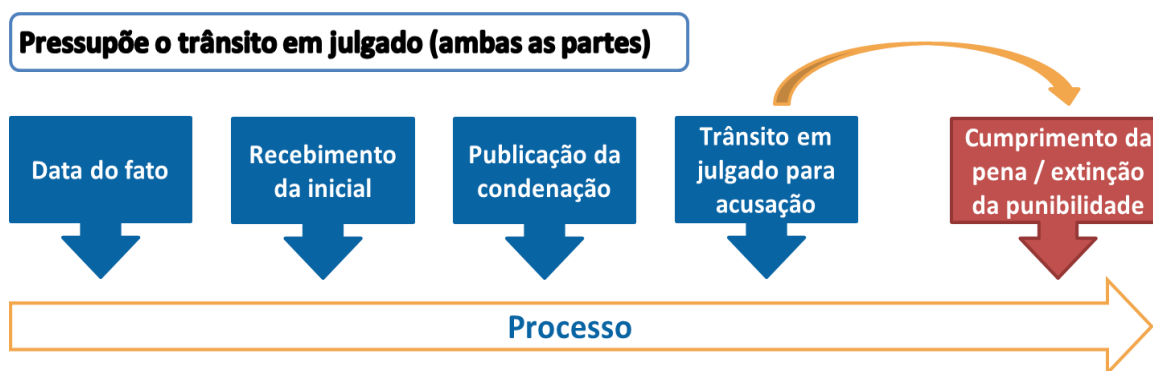 Pressupõe o trânsito em julgado (ambas as partes)
Data do fato
Recebimento
da inicial
Publicação da
condenação
Trânsito em
julgado para
acusação
Cumprimento da
pena / extinção
da punibilidade
Processo